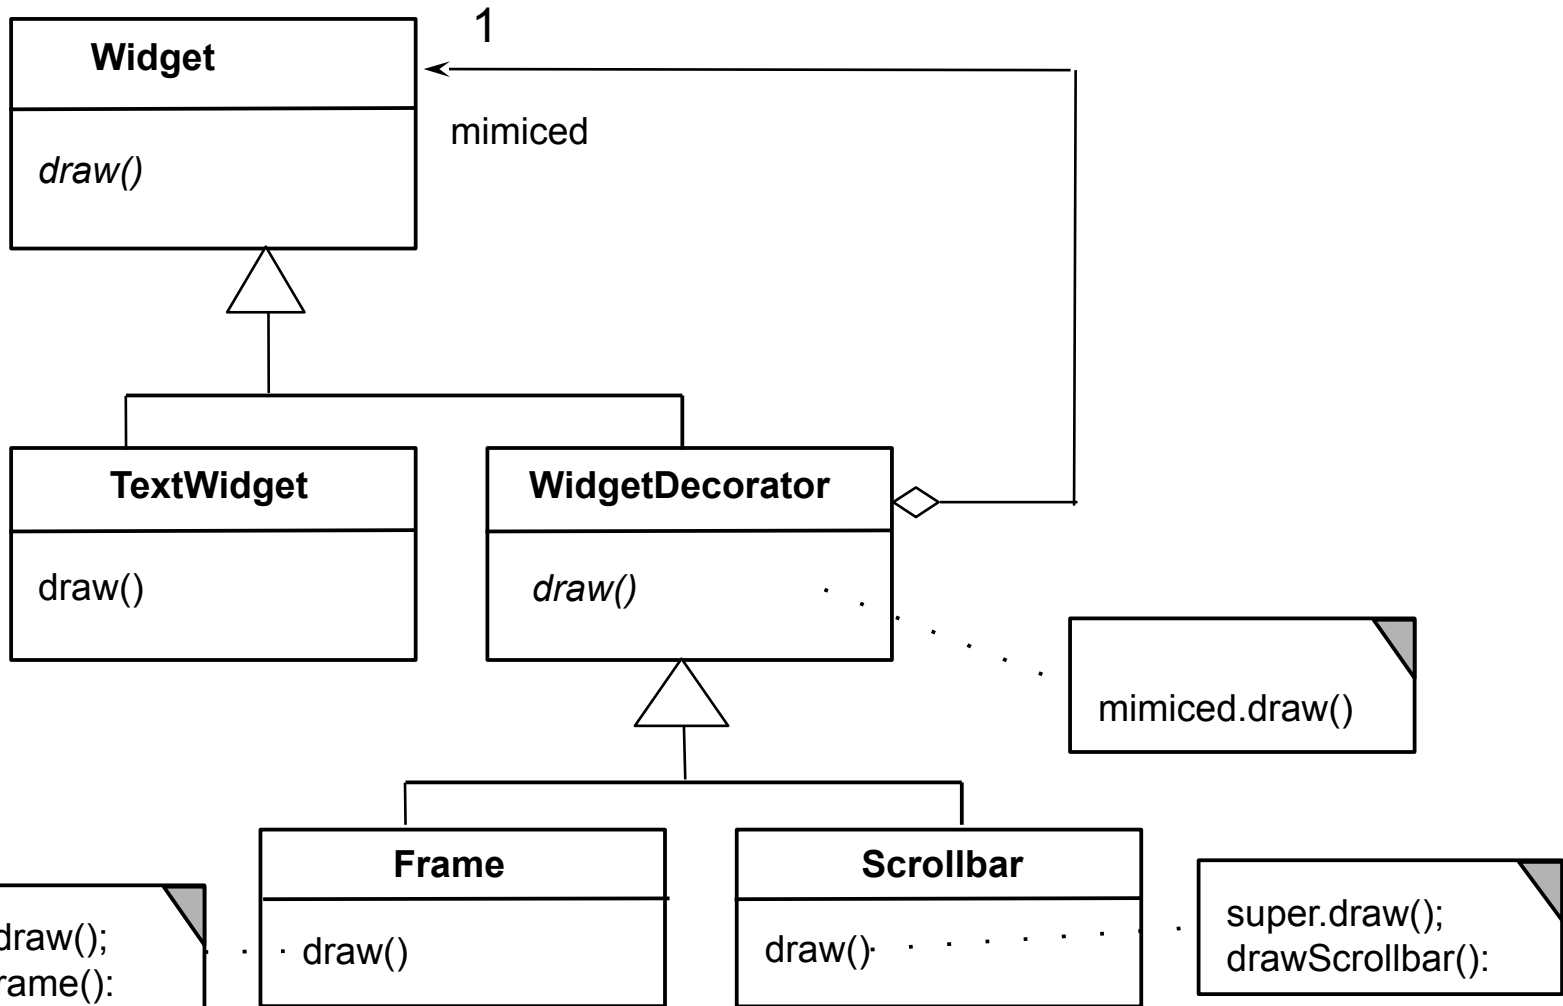 1
Widget
mimiced
draw()
TextWidget
WidgetDecorator
draw()
draw()
mimiced.draw()
Frame
Scrollbar
draw();
draw()
draw()
super.draw();
drawScrollbar():
rame():